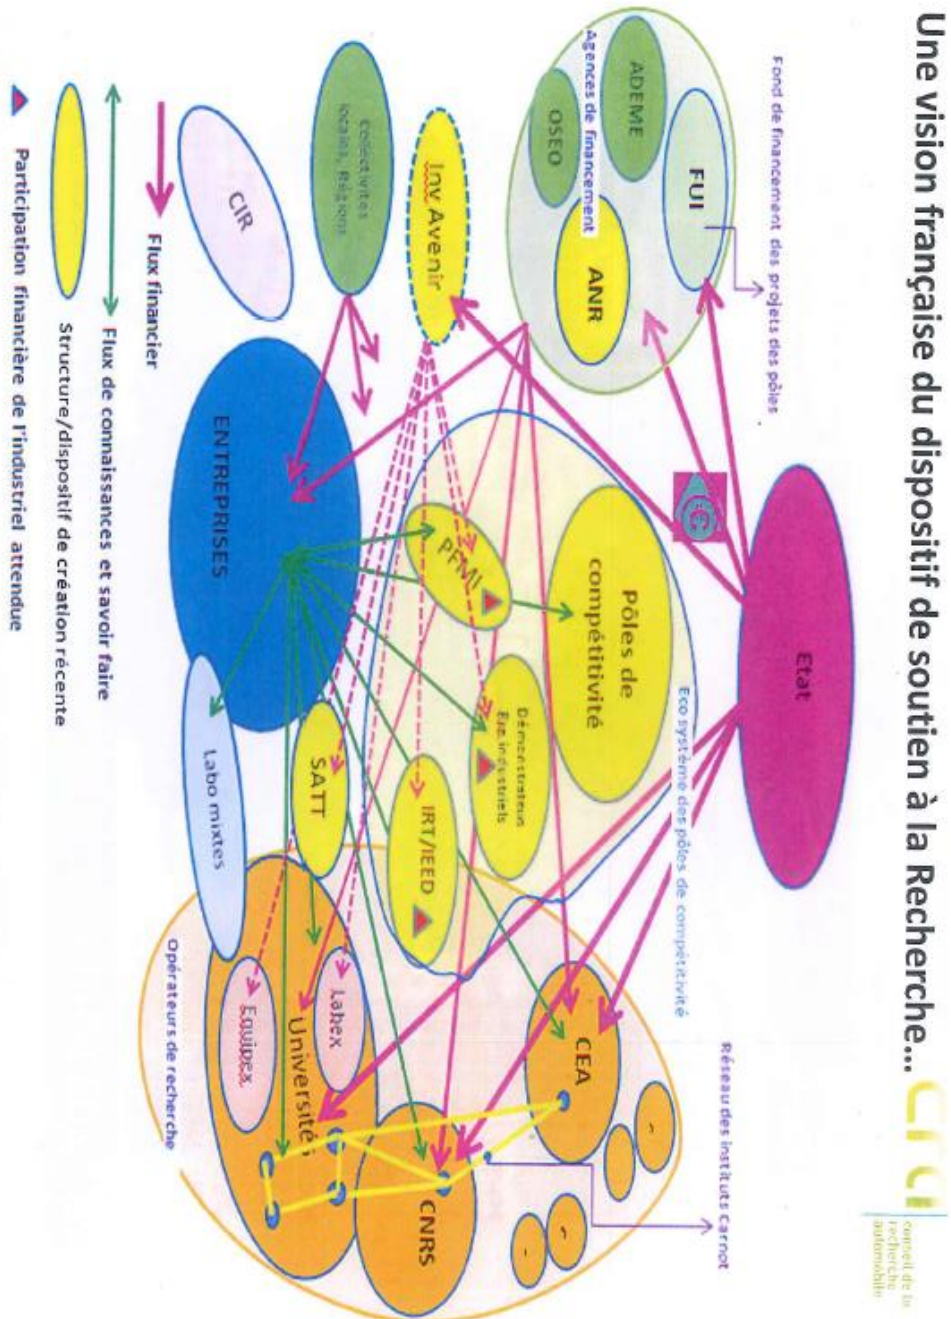 Une vision française du dispositif de soutien à la Recherche...
cra
conseil de la
recherche
automobile
Fond de financement des projets des pôles
Etat
FUI
ADEME
OSEO
ANR
Agences de financement
Eco système des pôles de compétitivité
Réseau des instituts Carnot
Pôles de
compétitivité
Inv Avenir
PFMI
Démonstrateurs
Exp. industriels
IRT/IEED
CEA
CNRS
Collectivités
locales, Régions
ENTREPRISES
SATT
Labex
Universités
Equipex
CIR
Labo mixtes
Opérateurs de recherche
Flux financier
Flux de connaissances et savoir faire
Structure/dispositif de création récente
Participation financière de l'industriel attendue